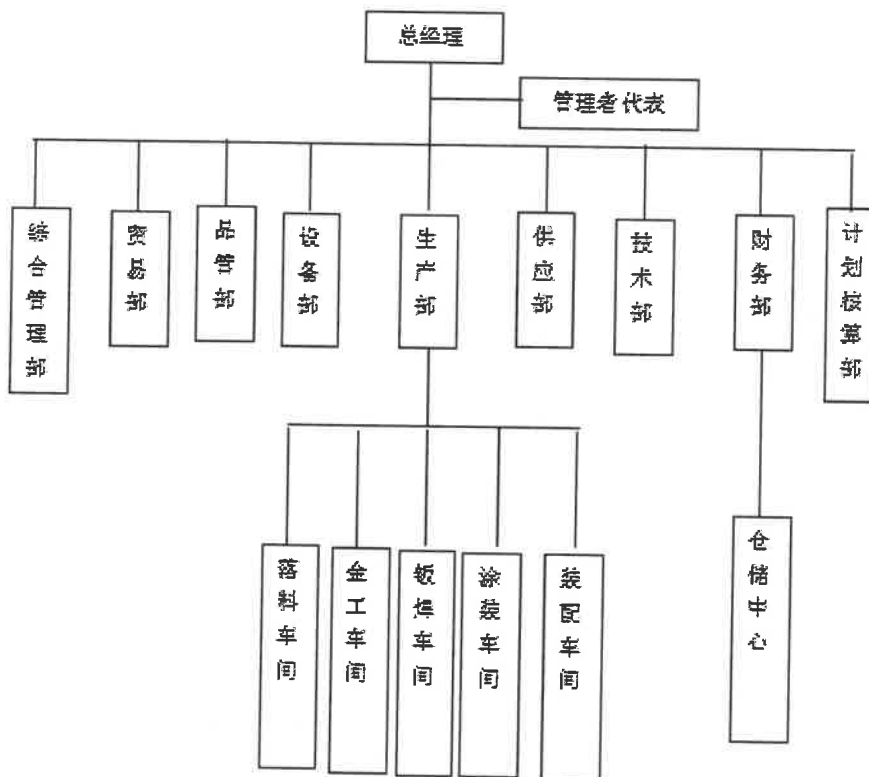 总经理
管理者代表
综合管理部
贸易部
品管部
设备部
生产部
供应部
技术部
财务部
计划核算部
落料车间
金工车间
钣焊车间
涂装车间
装配车间
仓储中心